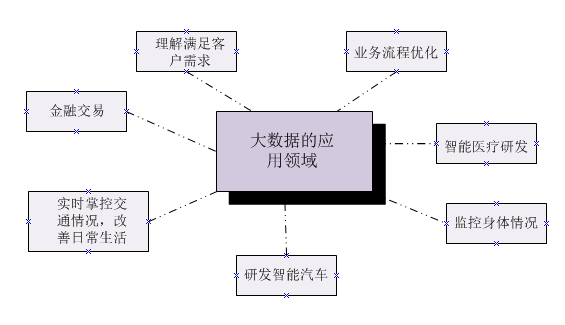 理解满足客
户需求
业务流程优化
金融交易
大数据的应
用领域
智能医疗研发
实时掌控交
通情况，改
善日常生活
监控身体情况
研发智能汽车